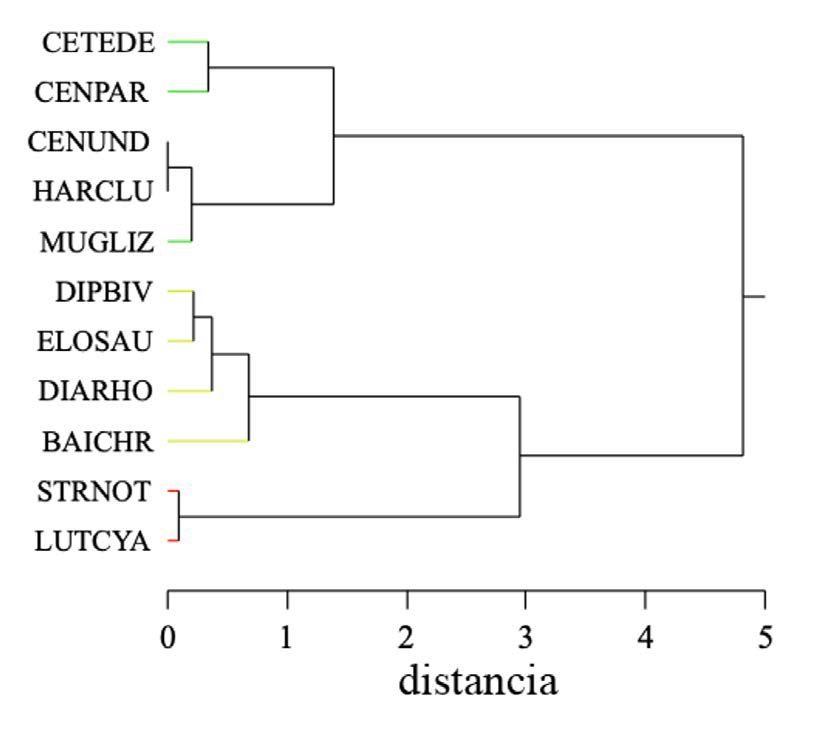 CETEDE
CENPAR
CENUND
HARCLU
MUGLIZ
DIPBIV
ELOSAU
DIARHO
BAICHR
STRNOT
LUTCYA
0 1 2 3 4 5
distancia